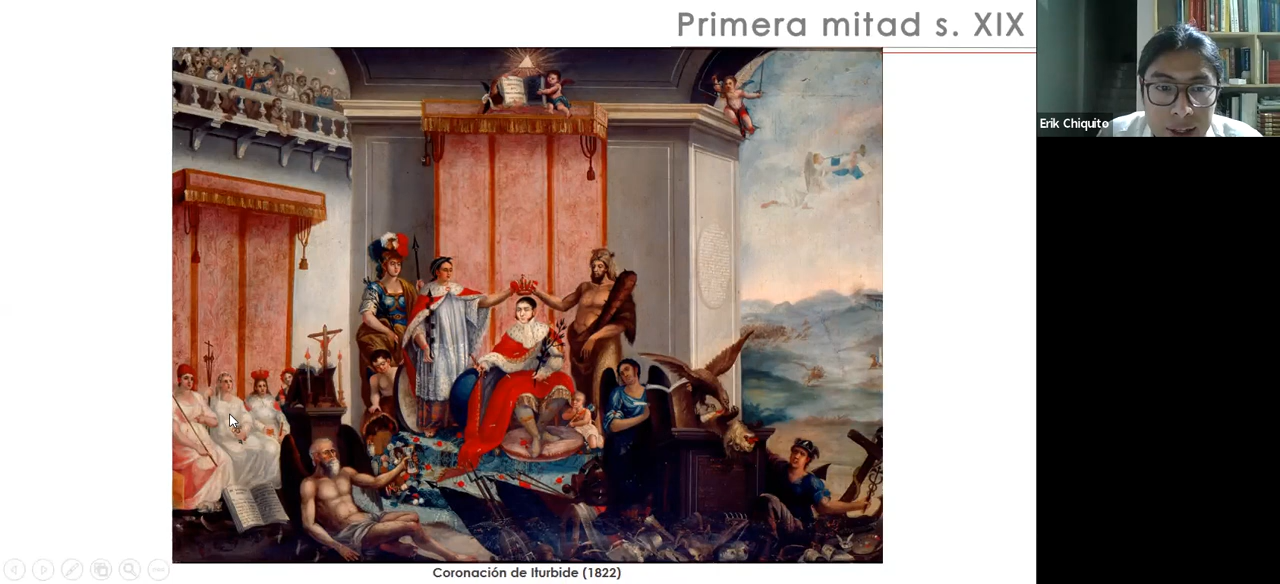 Primera mitad s. XIX
Erik Chiquito
Coronación de Iturbide (1822)